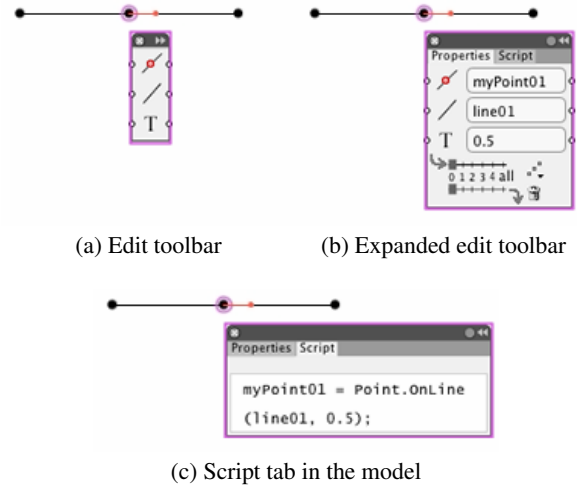 T
Properties Script
myPoint01
line01
T 0.5
0 1 2 3 4 all
(a) Edit toolbar
(b) Expanded edit toolbar
Properties Script
myPoint01 = Point.OnLine
(line01, 0.5);
(c) Script tab in the model